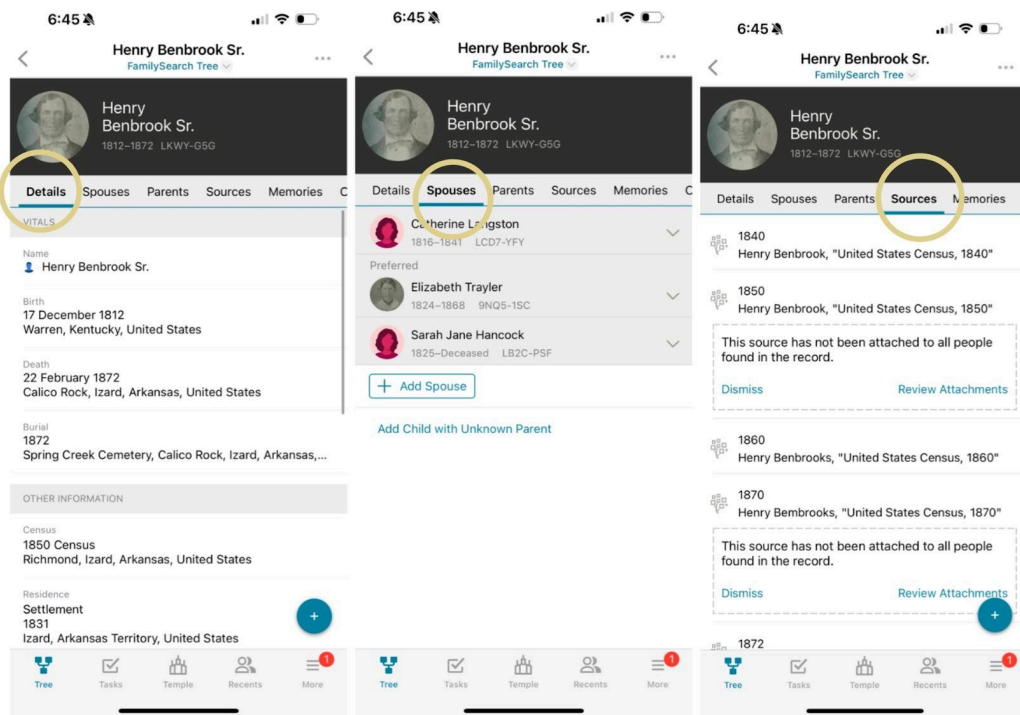 6:45
Henry Benbrook Sr.
FamilySearch Tree
Henry
Benbrook Sr.
1812–1872 LKWY-G5G
Details Spouses Parents Sources Memories C
VITALS
Name
Henry Benbrook Sr.
Birth
17 December 1812
Warren, Kentucky, United States
Death
22 February 1872
Calico Rock, Izard, Arkansas, United States
Burial
1872
Spring Creek Cemetery, Calico Rock, Izard, Arkansas,...
OTHER INFORMATION
Census
1850 Census
Richmond, Izard, Arkansas, United States
Residence
Settlement
1831
Izard, Arkansas Territory, United States
+
1
Tree Tasks Temple Recents More
6:45
Henry Benbrook Sr.
FamilySearch Tree
Henry
Benbrook Sr.
1812–1872 LKWY-G5G
Details Spouses Parents Sources Memories C
Catherine Langston
1816–1841 LCD7-YFY
Preferred
Elizabeth Trayler
1824–1868 9NQ5-1SC
Sarah Jane Hancock
1825–Deceased LB2C-PSF
+ Add Spouse
Add Child with Unknown Parent
1
Tree Tasks Temple Recents More
6:45
Henry Benbrook Sr.
FamilySearch Tree
Henry
Benbrook Sr.
1812–1872 LKWY-G5G
Details Spouses Parents Sources Memories
1840
Henry Benbrook, "United States Census, 1840"
1850
Henry Benbrook, "United States Census, 1850"
This source has not been attached to all people
found in the record.
Dismiss Review Attachments
1860
Henry Benbrooks, "United States Census, 1860"
1870
Henry Bembrooks, "United States Census, 1870"
This source has not been attached to all people
found in the record.
Dismiss Review Attachments
+
1872
1
Tree Tasks Temple Recents More